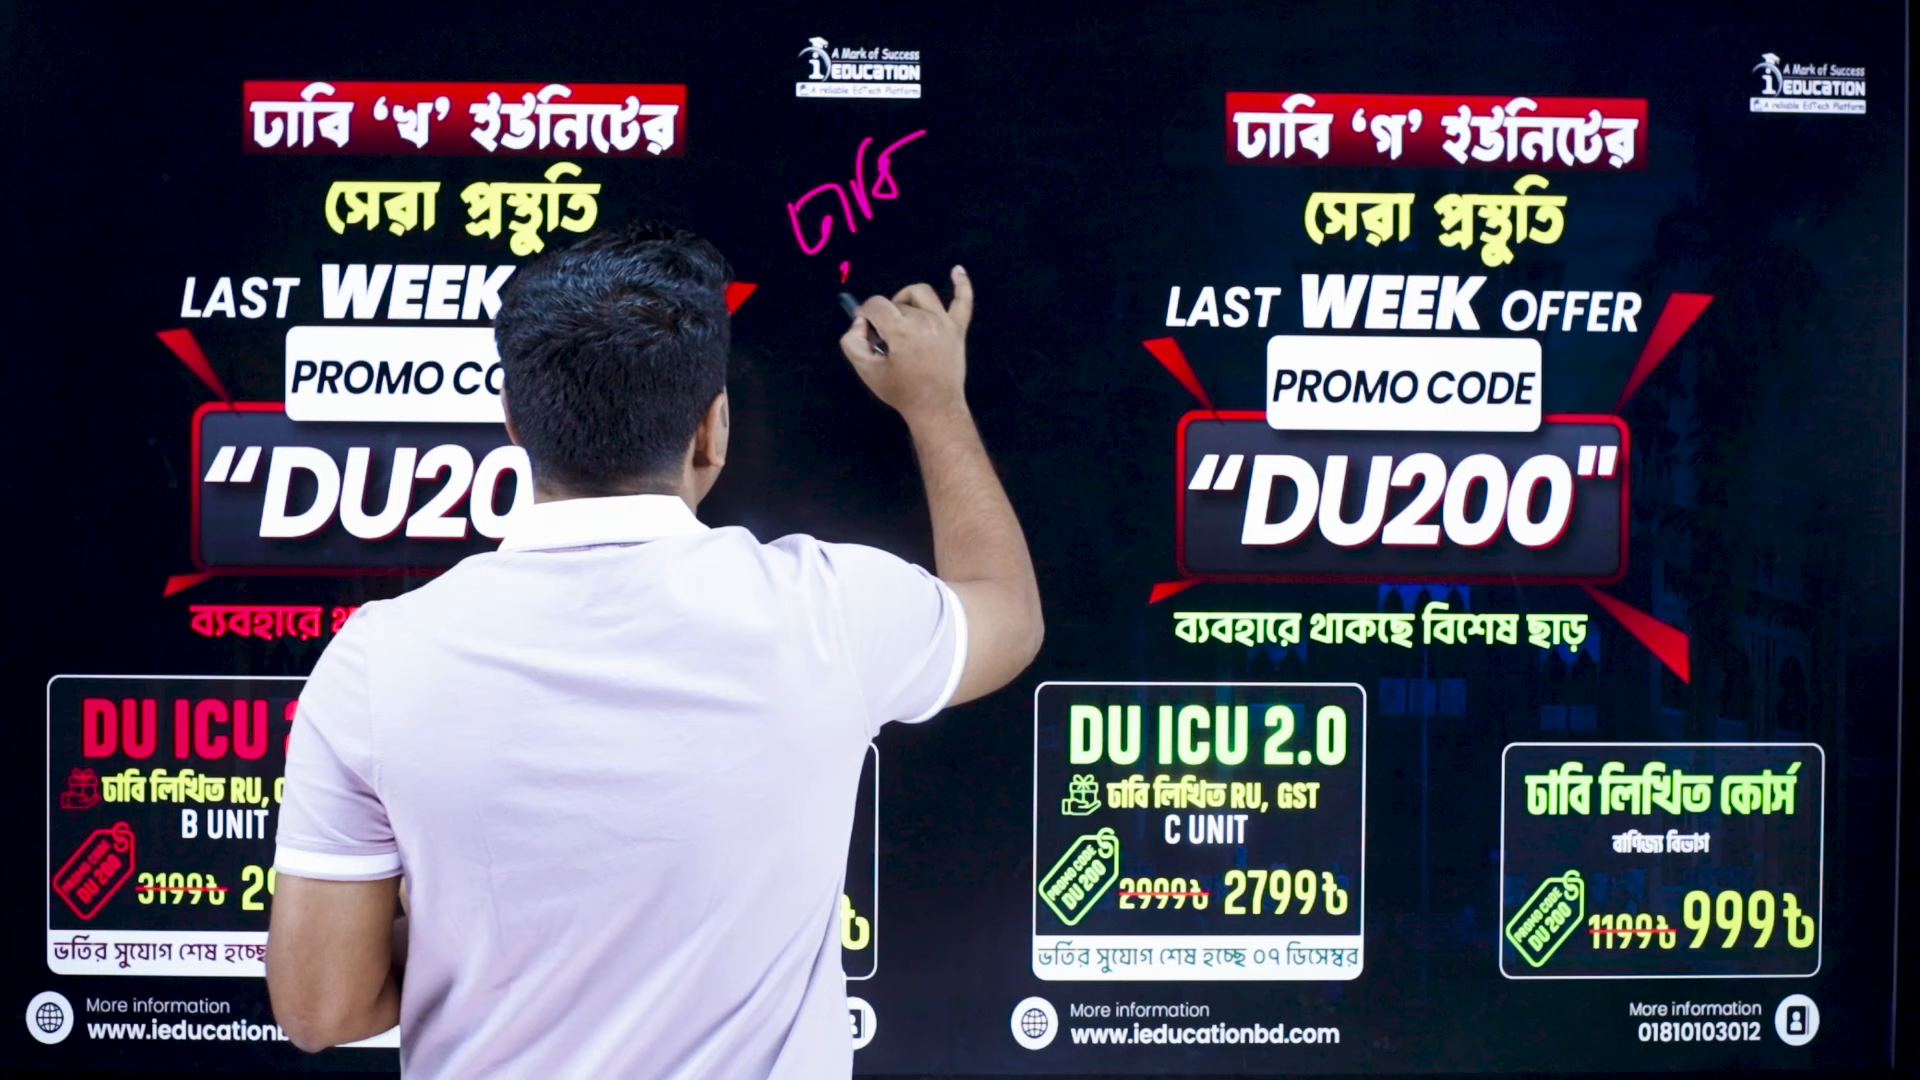 A Mark of Success
iEDUCATION
A reliable EdTech Platform
ঢাবি ‘খ’ ইউনিটের
সেরা প্রস্তুতি
LAST WEEK
PROMO
“DU20
ব্যবহারে
DU ICU
ঢাবি লিখিত RU,
B UNIT
PROMO CODE
DU 200
3199৳
ভর্তির সুযোগ শেষ হচ্ছে
More information
www.ieducation
ঢাবি
A Mark of Success
iEDUCATION
A reliable EdTech Platform
ঢাবি ‘গ’ ইউনিটের
সেরা প্রস্তুতি
LAST WEEK OFFER
PROMO CODE
“DU200"
ব্যবহারে থাকছে বিশেষ ছাড়
DU ICU 2.0
ঢাবি লিখিত RU, GST
C UNIT
PROMO CODE
DU 200
2999৳ 2799৳
ভর্তির সুযোগ শেষ হচ্ছে ০৭ ডিসেম্বর
ঢাবি লিখিত কোর্স
বাণিজ্য বিভাগ
PROMO CODE
DU 200
1199৳ 999৳
More information
www.ieducationbd.com
More information
01810103012